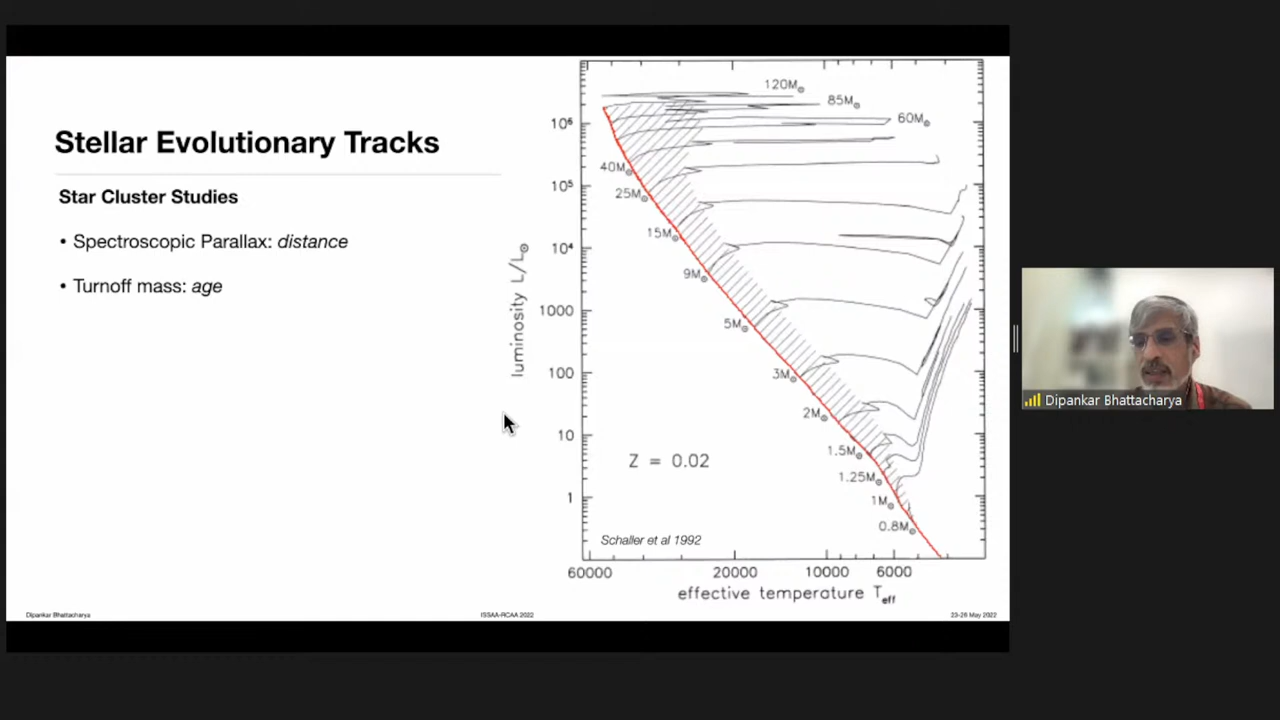 Stellar Evolutionary Tracks
Star Cluster Studies
• Spectroscopic Parallax: distance
• Turnoff mass: age
120M⊙
85M⊙
60M⊙
40M⊙
25M⊙
15M⊙
9M⊙
5M⊙
3M⊙
2M⊙
1.5M⊙
1.25M⊙
1M⊙
0.8M⊙
luminosity L/L⊙
10⁶
10⁵
10⁴
1000
100
10
1
Z = 0.02
Schaller et al 1992
60000 20000 10000 6000
effective temperature Teff
Dipankar Bhattacharya
ISSAA-RCAA 2022
23-28 May 2022
Dipankar Bhattacharya